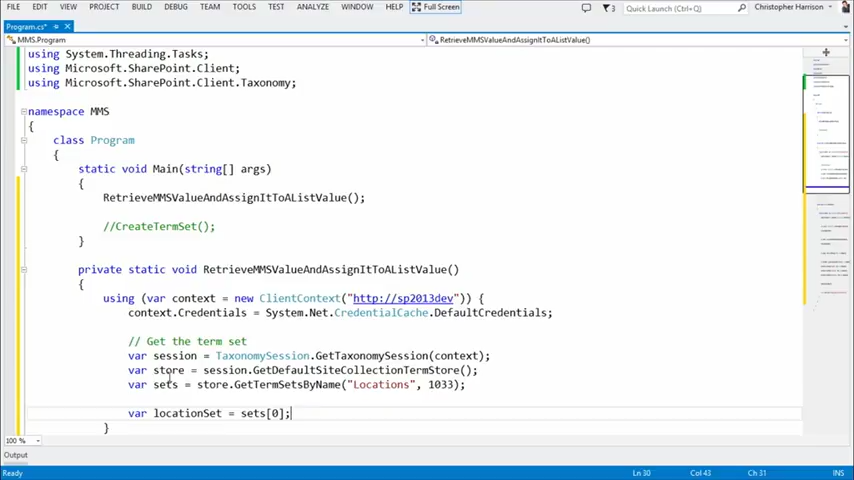 FILE EDIT VIEW PROJECT BUILD DEBUG TEAM TOOLS TEST ANALYZE WINDOW HELP Full Screen 3 Quick Launch (Ctrl+Q) Christopher Harrison
Program.cs*
MMS.Program RetrieveMMSValueAndAssignItToAListValue()
using System.Threading.Tasks;
using Microsoft.SharePoint.Client;
using Microsoft.SharePoint.Client.Taxonomy;
namespace MMS
{
class Program
{
static void Main(string[] args)
{
RetrieveMMSValueAndAssignItToAListValue();
//CreateTermSet();
}
private static void RetrieveMMSValueAndAssignItToAListValue()
{
using (var context = new ClientContext("http://sp2013dev")) {
context.Credentials = System.Net.CredentialCache.DefaultCredentials;
// Get the term set
var session = TaxonomySession.GetTaxonomySession(context);
var store = session.GetDefaultSiteCollectionTermStore();
var sets = store.GetTermSetsByName("Locations", 1033);
var locationSet = sets[0];
}
100 %
Output
Ready Ln 30 Col 43 Ch 31 INS